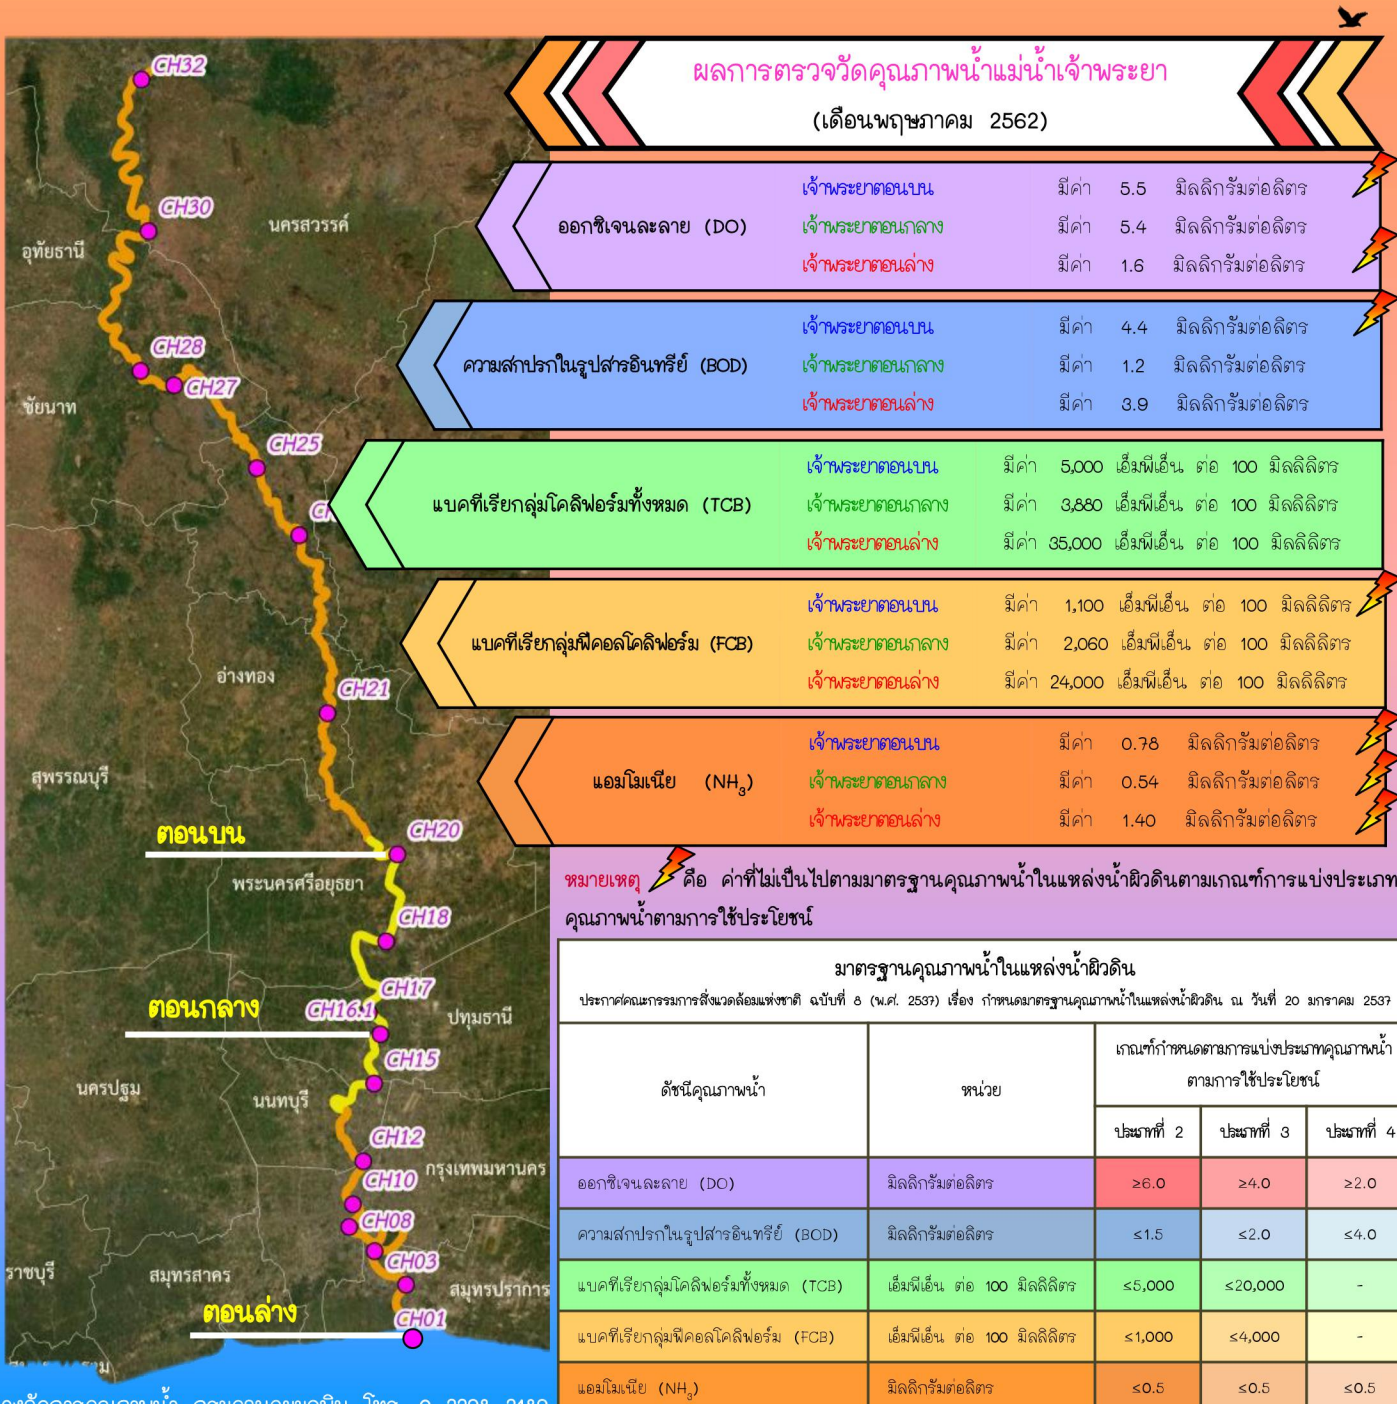 ผลการตรวจวัดคุณภาพน้ำแม่น้ำเจ้าพระยา
(เดือนพฤษภาคม 2562)
ออกซิเจนละลาย (DO)
เจ้าพระยาตอนบน มีค่า 5.5 มิลลิกรัมต่อลิตร
เจ้าพระยาตอนกลาง มีค่า 5.4 มิลลิกรัมต่อลิตร
เจ้าพระยาตอนล่าง มีค่า 1.6 มิลลิกรัมต่อลิตร
ความสกปรกในรูปสารอินทรีย์ (BOD)
เจ้าพระยาตอนบน มีค่า 4.4 มิลลิกรัมต่อลิตร
เจ้าพระยาตอนกลาง มีค่า 1.2 มิลลิกรัมต่อลิตร
เจ้าพระยาตอนล่าง มีค่า 3.9 มิลลิกรัมต่อลิตร
แบคทีเรียกลุ่มโคลิฟอร์มทั้งหมด (TCB)
เจ้าพระยาตอนบน มีค่า 5,000 เอ็มพีเอ็น ต่อ 100 มิลลิลิตร
เจ้าพระยาตอนกลาง มีค่า 3,880 เอ็มพีเอ็น ต่อ 100 มิลลิลิตร
เจ้าพระยาตอนล่าง มีค่า 35,000 เอ็มพีเอ็น ต่อ 100 มิลลิลิตร
แบคทีเรียกลุ่มฟีคอลโคลิฟอร์ม (FCB)
เจ้าพระยาตอนบน มีค่า 1,100 เอ็มพีเอ็น ต่อ 100 มิลลิลิตร
เจ้าพระยาตอนกลาง มีค่า 2,060 เอ็มพีเอ็น ต่อ 100 มิลลิลิตร
เจ้าพระยาตอนล่าง มีค่า 24,000 เอ็มพีเอ็น ต่อ 100 มิลลิลิตร
แอมโมเนีย (NH3)
เจ้าพระยาตอนบน มีค่า 0.78 มิลลิกรัมต่อลิตร
เจ้าพระยาตอนกลาง มีค่า 0.54 มิลลิกรัมต่อลิตร
เจ้าพระยาตอนล่าง มีค่า 1.40 มิลลิกรัมต่อลิตร
หมายเหตุ คือ ค่าที่ไม่เป็นไปตามมาตรฐานคุณภาพน้ำในแหล่งน้ำผิวดินตามเกณฑ์การแบ่งประเภท
คุณภาพน้ำตามการใช้ประโยชน์
มาตรฐานคุณภาพน้ำในแหล่งน้ำผิวดิน
ประกาศคณะกรรมการสิ่งแวดล้อมแห่งชาติ ฉบับที่ 8 (พ.ศ. 2537) เรื่อง กำหนดมาตรฐานคุณภาพน้ำในแหล่งน้ำผิวดิน ณ วันที่ 20 มกราคม 2537
ดัชนีคุณภาพน้ำ หน่วย เกณฑ์กำหนดตามการแบ่งประเภทคุณภาพน้ำ
ตามการใช้ประโยชน์
ประเภทที่ 2 ประเภทที่ 3 ประเภทที่ 4
ออกซิเจนละลาย (DO) มิลลิกรัมต่อลิตร ≥6.0 ≥4.0 ≥2.0
ความสกปรกในรูปสารอินทรีย์ (BOD) มิลลิกรัมต่อลิตร ≤1.5 ≤2.0 ≤4.0
แบคทีเรียกลุ่มโคลิฟอร์มทั้งหมด (TCB) เอ็มพีเอ็น ต่อ 100 มิลลิลิตร ≤5,000 ≤20,000 -
แบคทีเรียกลุ่มฟีคอลโคลิฟอร์ม (FCB) เอ็มพีเอ็น ต่อ 100 มิลลิลิตร ≤1,000 ≤4,000 -
แอมโมเนีย (NH3) มิลลิกรัมต่อลิตร ≤0.5 ≤0.5 ≤0.5
CH32
CH30
นครสวรรค์
อุทัยธานี
CH28
CH27
ชัยนาท
CH25
อ่างทอง
CH21
สุพรรณบุรี
ตอนบน
CH20
พระนครศรีอยุธยา
CH18
CH17
ตอนกลาง
CH16.1
ปทุมธานี
CH15
นครปฐม
นนทบุรี
CH12
กรุงเทพมหานคร
CH10
CH08
CH03
ราชบุรี
สมุทรสาคร
สมุทรปราการ
ตอนล่าง
CH01